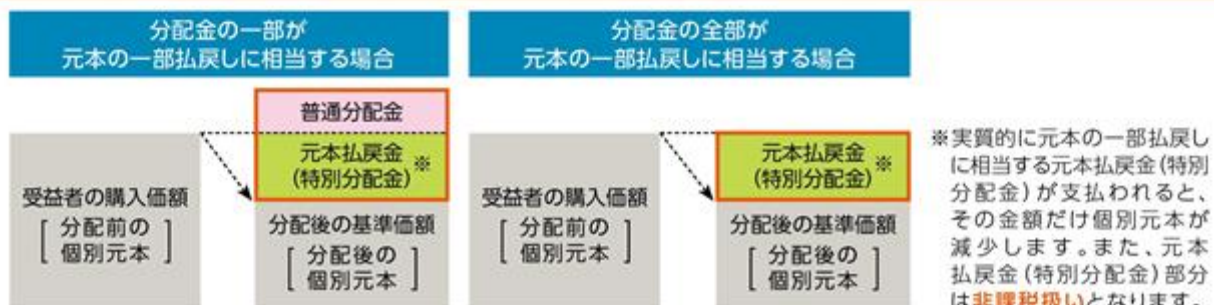 分配金の一部が
元本の一部払戻しに相当する場合
普通分配金
元本払戻金
(特別分配金)※
受益者の購入価額
[分配前の
個別元本]
分配後の基準価額
[分配後の
個別元本]
分配金の全部が
元本の一部払戻しに相当する場合
元本払戻金
(特別分配金)※
受益者の購入価額
[分配前の
個別元本]
分配後の基準価額
[分配後の
個別元本]
※実質的に元本の一部払戻し
に相当する元本払戻金(特別
分配金)が支払われると、
その金額だけ個別元本が
減少します。また、元本
払戻金(特別分配金)部分
は非課税扱いとなります。